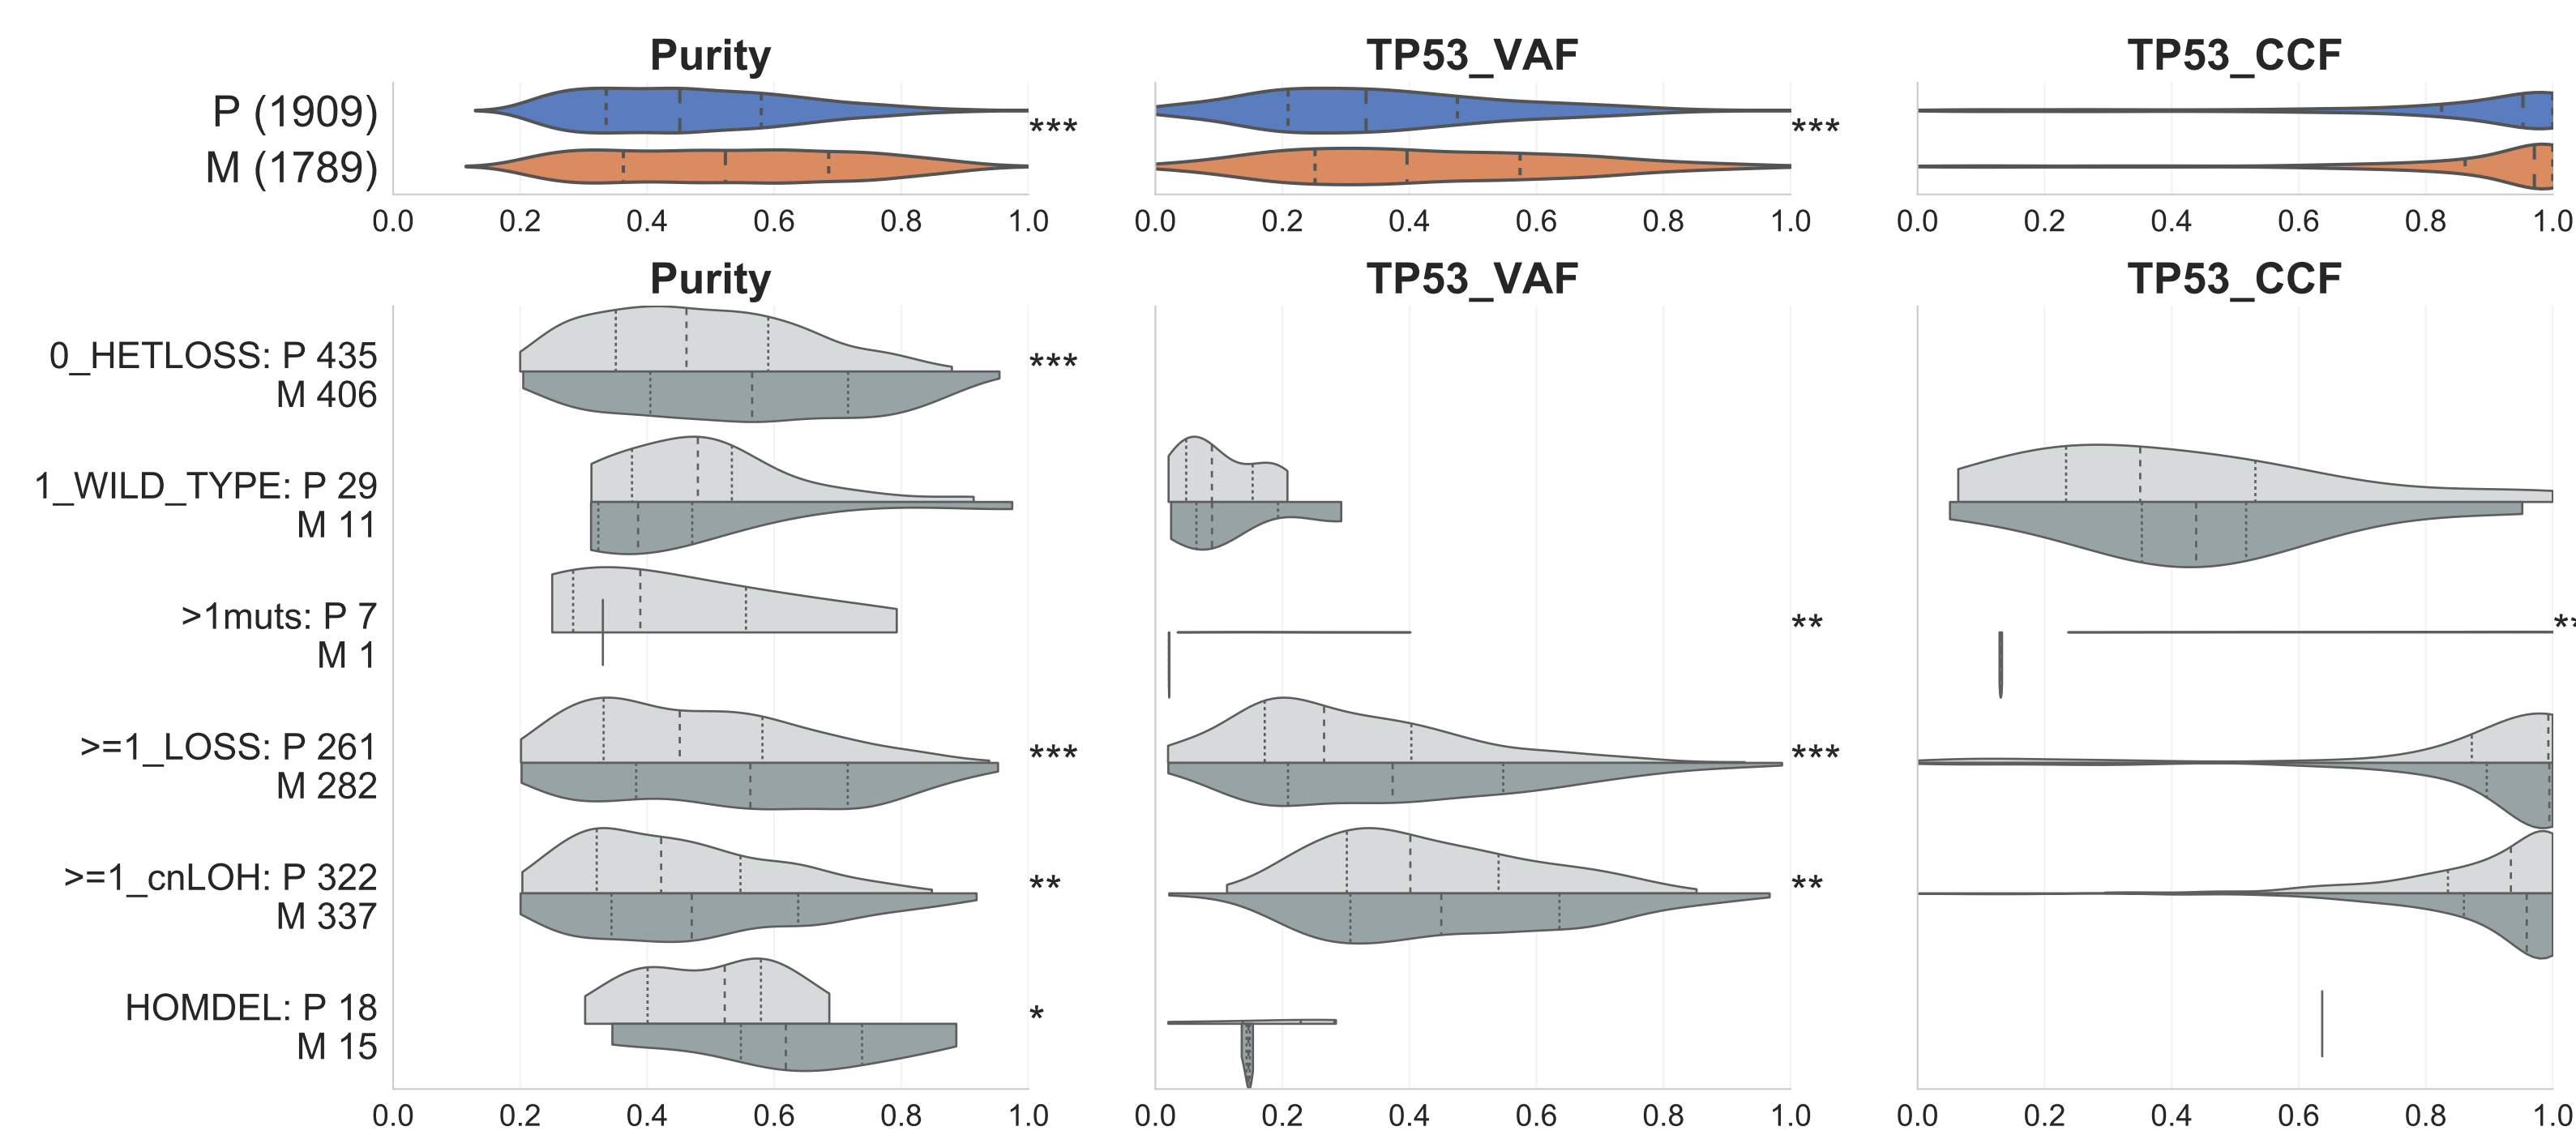 Purity TP53_VAF TP53_CCF
P (1909)
*** ***
M (1789)
0.0 0.2 0.4 0.6 0.8 1.0 0.0 0.2 0.4 0.6 0.8 1.0 0.0 0.2 0.4 0.6 0.8 1.0
Purity TP53_VAF TP53_CCF
0_HETLOSS: P 435
***
M 406
1_WILD_TYPE: P 29
M 11
>1muts: P 7
** **
M 1
>=1_LOSS: P 261
*** ***
M 282
>=1_cnLOH: P 322
** **
M 337
HOMDEL: P 18
*
M 15
0.0 0.2 0.4 0.6 0.8 1.0 0.0 0.2 0.4 0.6 0.8 1.0 0.0 0.2 0.4 0.6 0.8 1.0